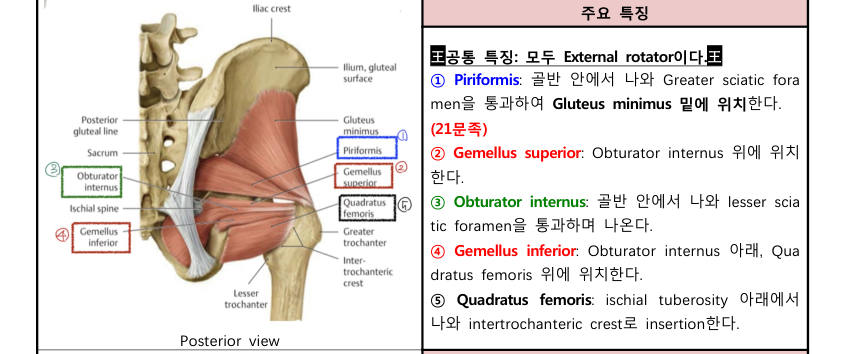 Iliac crest
Ilium, gluteal
surface
Posterior
gluteal line
Gluteus
minimus
①
Piriformis
Sacrum
②
Gemellus
superior
③
Obturator
internus
Ischial spine
Quadratus
femoris
⑤
④
Gemellus
inferior
Greater
trochanter
Inter-
trochanteric
crest
Lesser
trochanter
Posterior view
주요 특징
王공통 특징: 모두 External rotator이다.王
① Piriformis: 골반 안에서 나와 Greater sciatic fora
men을 통과하여 Gluteus minimus 밑에 위치한다.
(21문족)
② Gemellus superior: Obturator internus 위에 위치
한다.
③ Obturator internus: 골반 안에서 나와 lesser scia
tic foramen을 통과하며 나온다.
④ Gemellus inferior: Obturator internus 아래, Qua
dratus femoris 위에 위치한다.
⑤ Quadratus femoris: ischial tuberosity 아래에서
나와 intertrochanteric crest로 insertion한다.